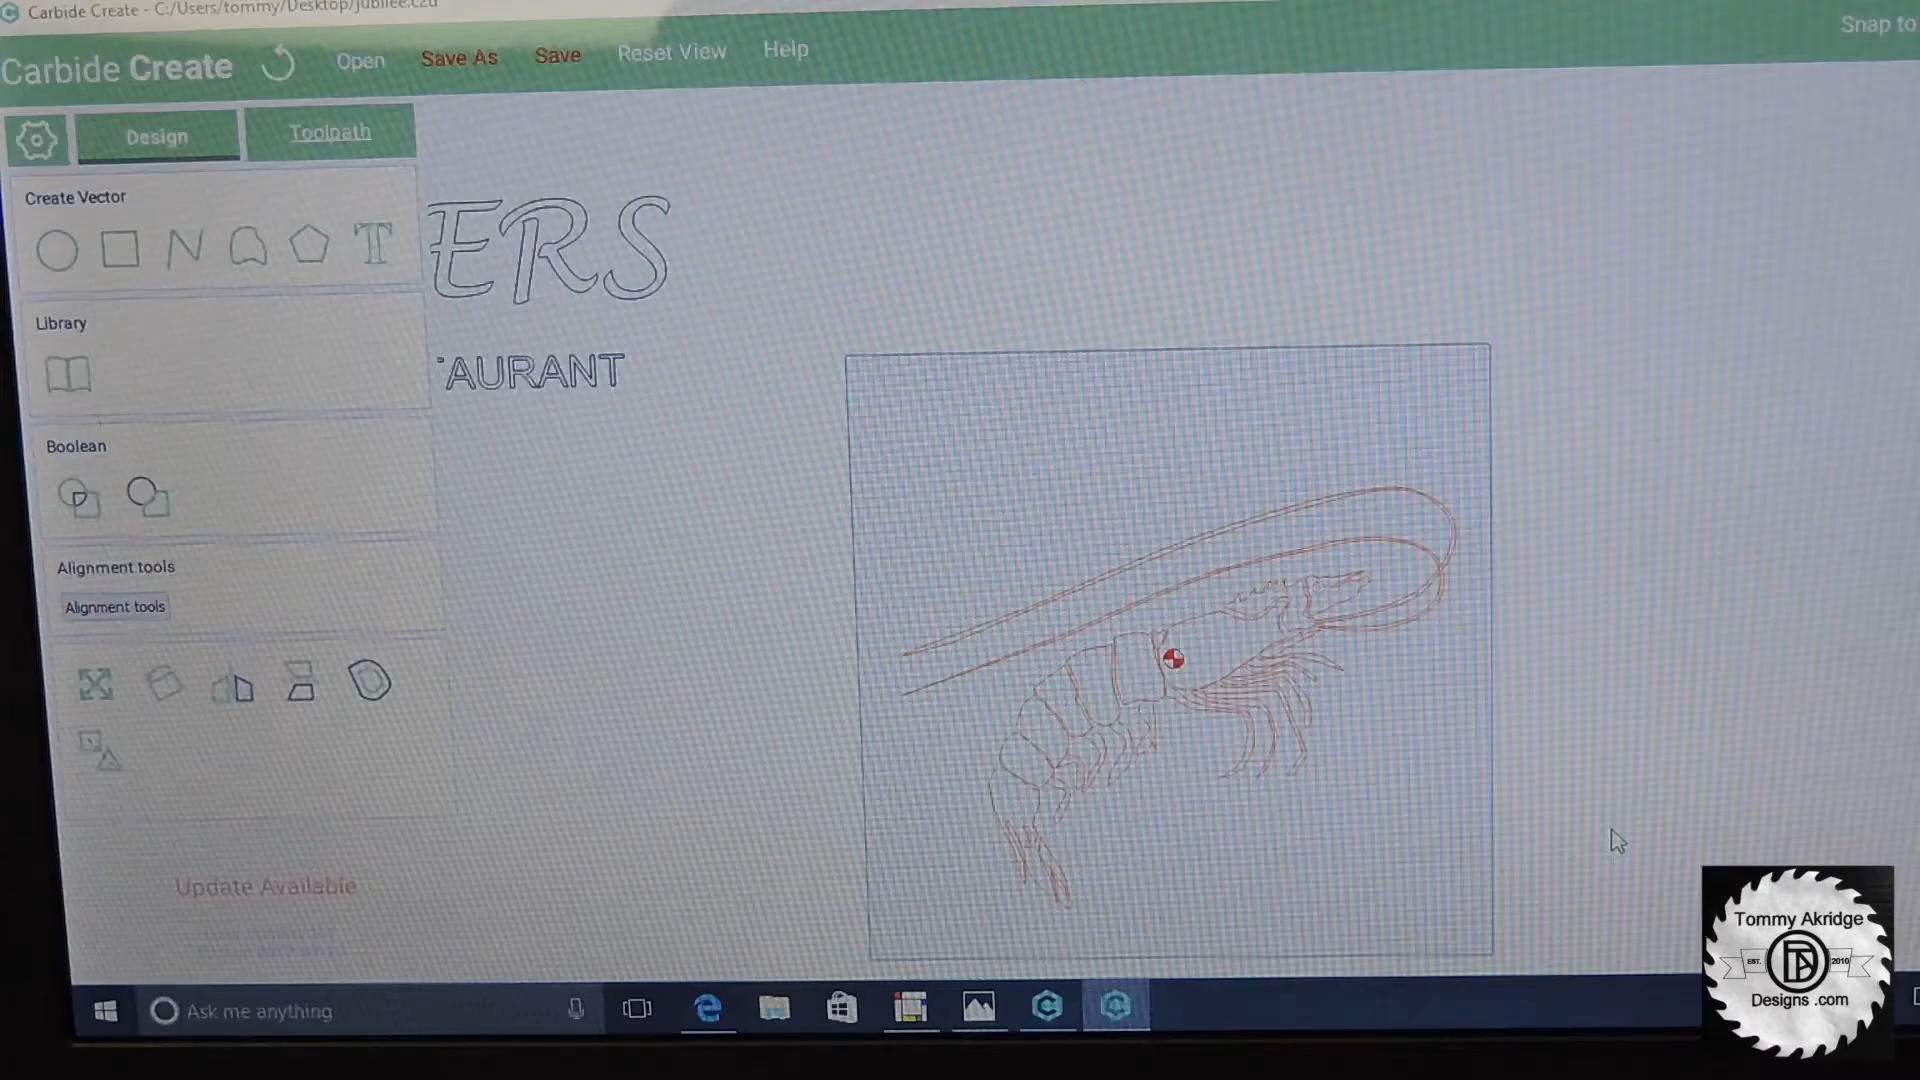 Carbide Create - C:/Users/tommy/Desktop/jubilee.c2d
Carbide Create Open Save As Save Reset View Help Snap to
Design Toolpath
Create Vector
T
ERS
Library
AURANT
Boolean
Alignment tools
Alignment tools
Update Available
Ask me anything
Tommy Akridge
EST. 2010
Designs .com